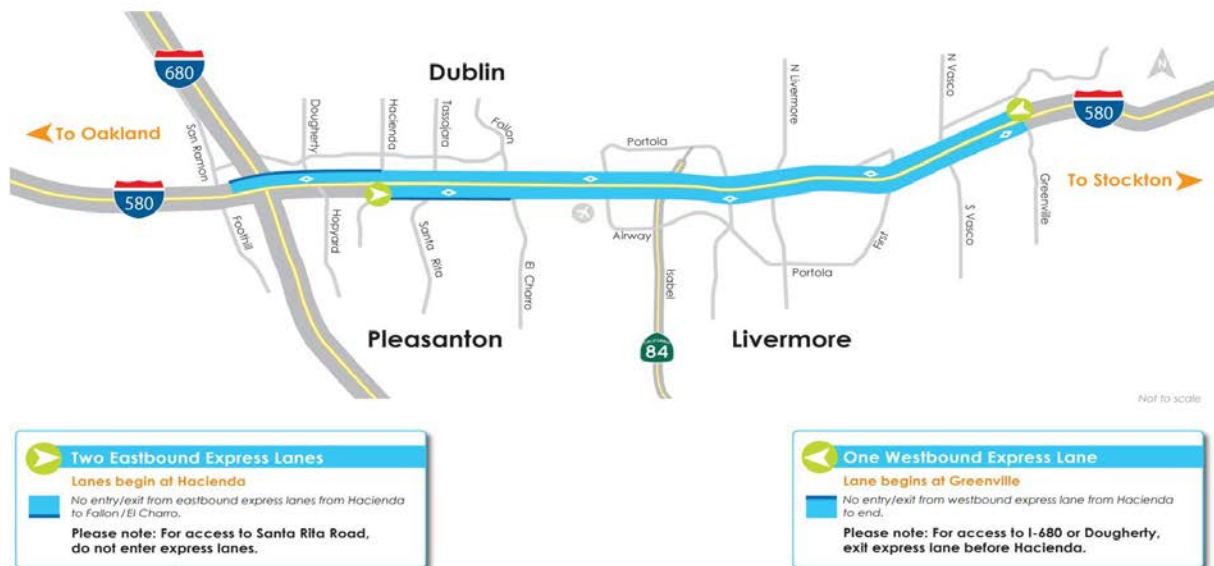 680
Dublin
To Oakland
San Ramon
Dougherty
Hacienda
Tassajara
Fallon
Portola
N Livermore
N Vasco
N
580
580
To Stockton
Foothill
Hopyard
Santa Rita
El Charro
Airway
Isabel
First
Portola
S Vasco
Greenville
Pleasanton
CALIFORNIA
84
Livermore
Not to scale
Two Eastbound Express Lanes
Lanes begin at Hacienda
No entry/exit from eastbound express lanes from Hacienda
to Fallon/El Charro.
Please note: For access to Santa Rita Road,
do not enter express lanes.
One Westbound Express Lane
Lane begins at Greenville
No entry/exit from westbound express lane from Hacienda
to end.
Please note: For access to I-680 or Dougherty,
exit express lane before Hacienda.